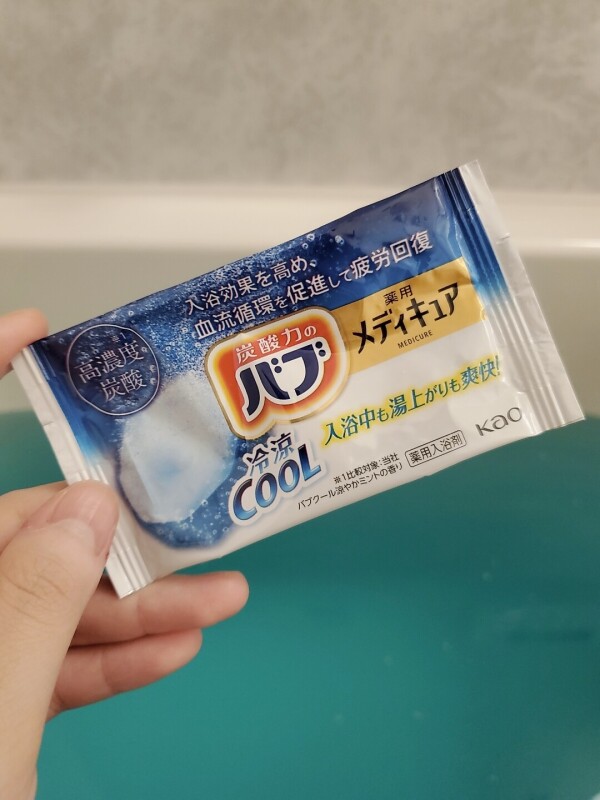 入浴効果を高め、
血流循環を促進して疲労回復
高濃度
炭酸
炭酸力の
バブ
薬用
メディキュア
MEDICURE
冷涼
COOL
入浴中も湯上がりも爽快!
※1比較対象:当社
バブクール涼やかミントの香り
薬用入浴剤
Kao